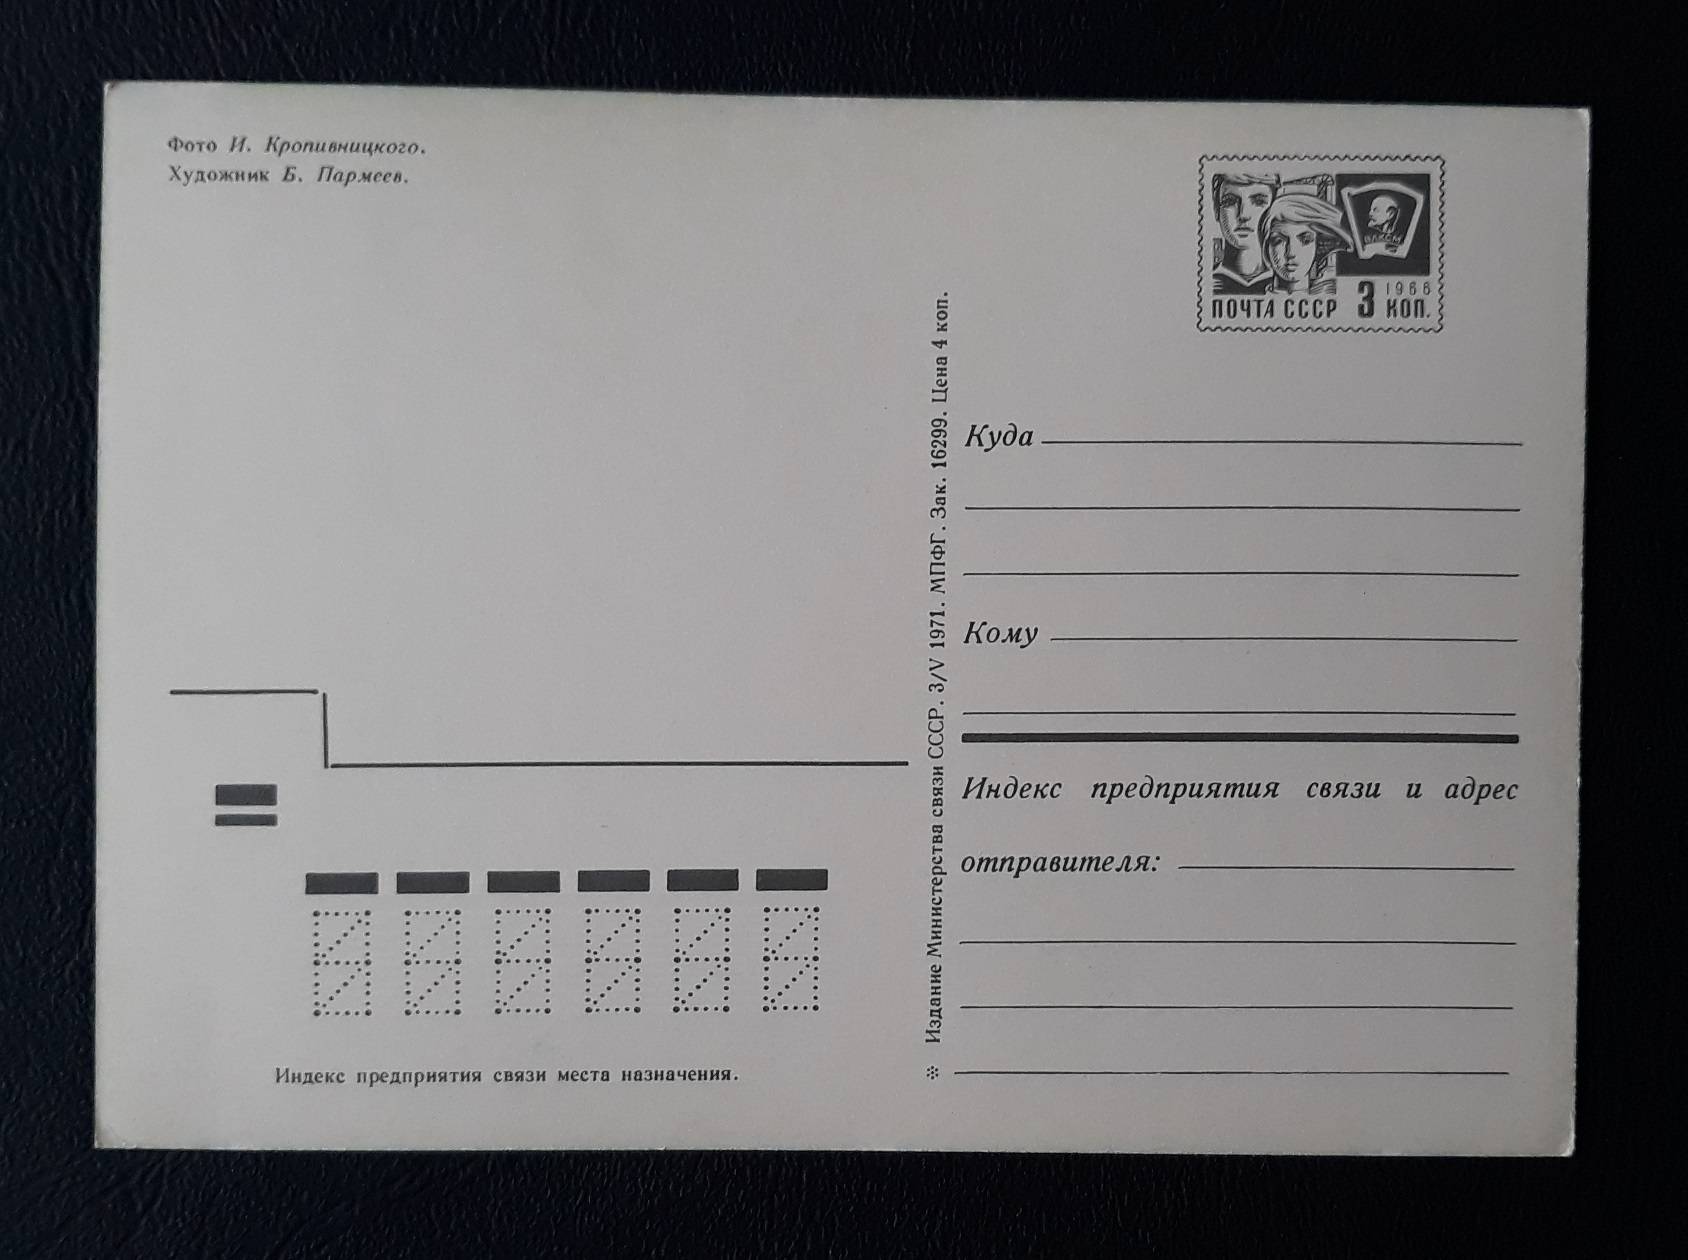 Фото И. Кропивницкого.
Художник Б. Пармеев.
ВЛКСМ
1966
ПОЧТА СССР 3 КОП.
Издание Министерства связи СССР. 3/V 1971. МПФГ. Зак. 16299. Цена 4 коп.
Куда
Кому
Индекс предприятия связи и адрес
отправителя:
Индекс предприятия связи места назначения.